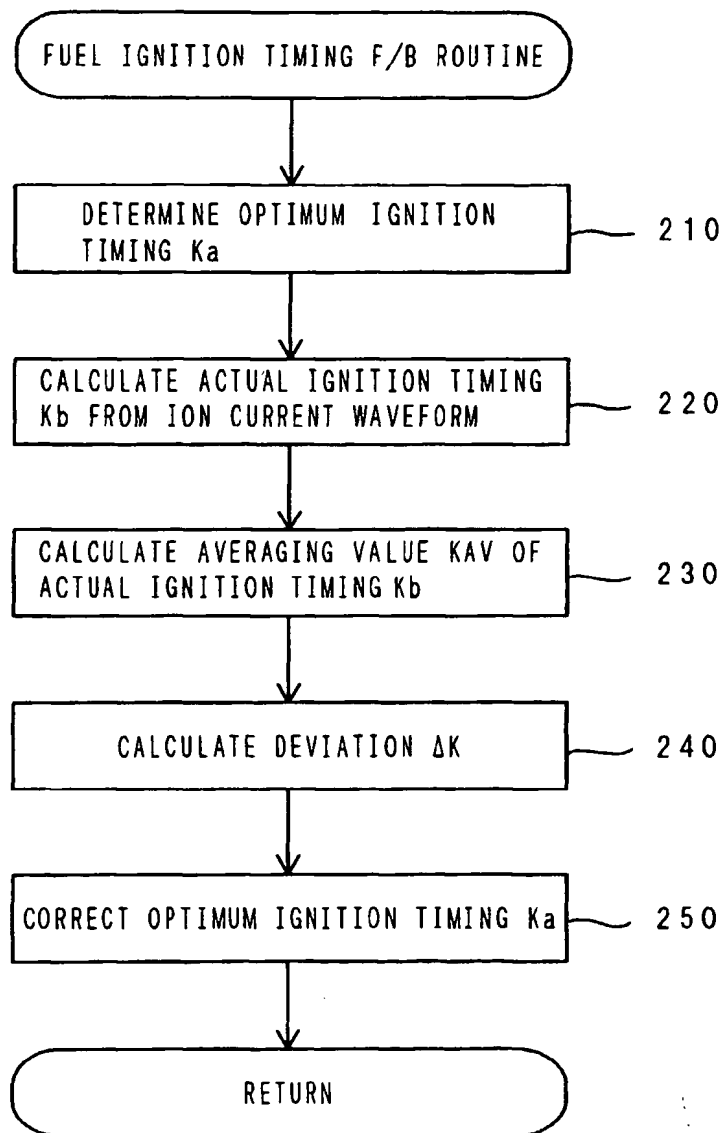 FUEL IGNITION TIMING F/B ROUTINE
DETERMINE OPTIMUM IGNITION
TIMING Ka
210
CALCULATE ACTUAL IGNITION TIMING
Kb FROM ION CURRENT WAVEFORM
220
CALCULATE AVERAGING VALUE KAV OF
ACTUAL IGNITION TIMING Kb
230
CALCULATE DEVIATION ΔK
240
CORRECT OPTIMUM IGNITION TIMING Ka
250
RETURN